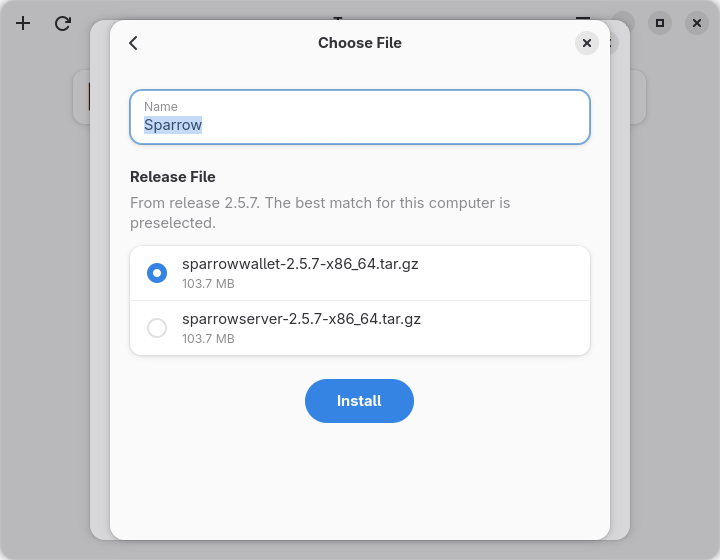 Choose File
Name
Sparrow
Release File
From release 2.5.7. The best match for this computer is
preselected.
sparrowwallet-2.5.7-x86_64.tar.gz
103.7 MB
sparrowserver-2.5.7-x86_64.tar.gz
103.7 MB
Install